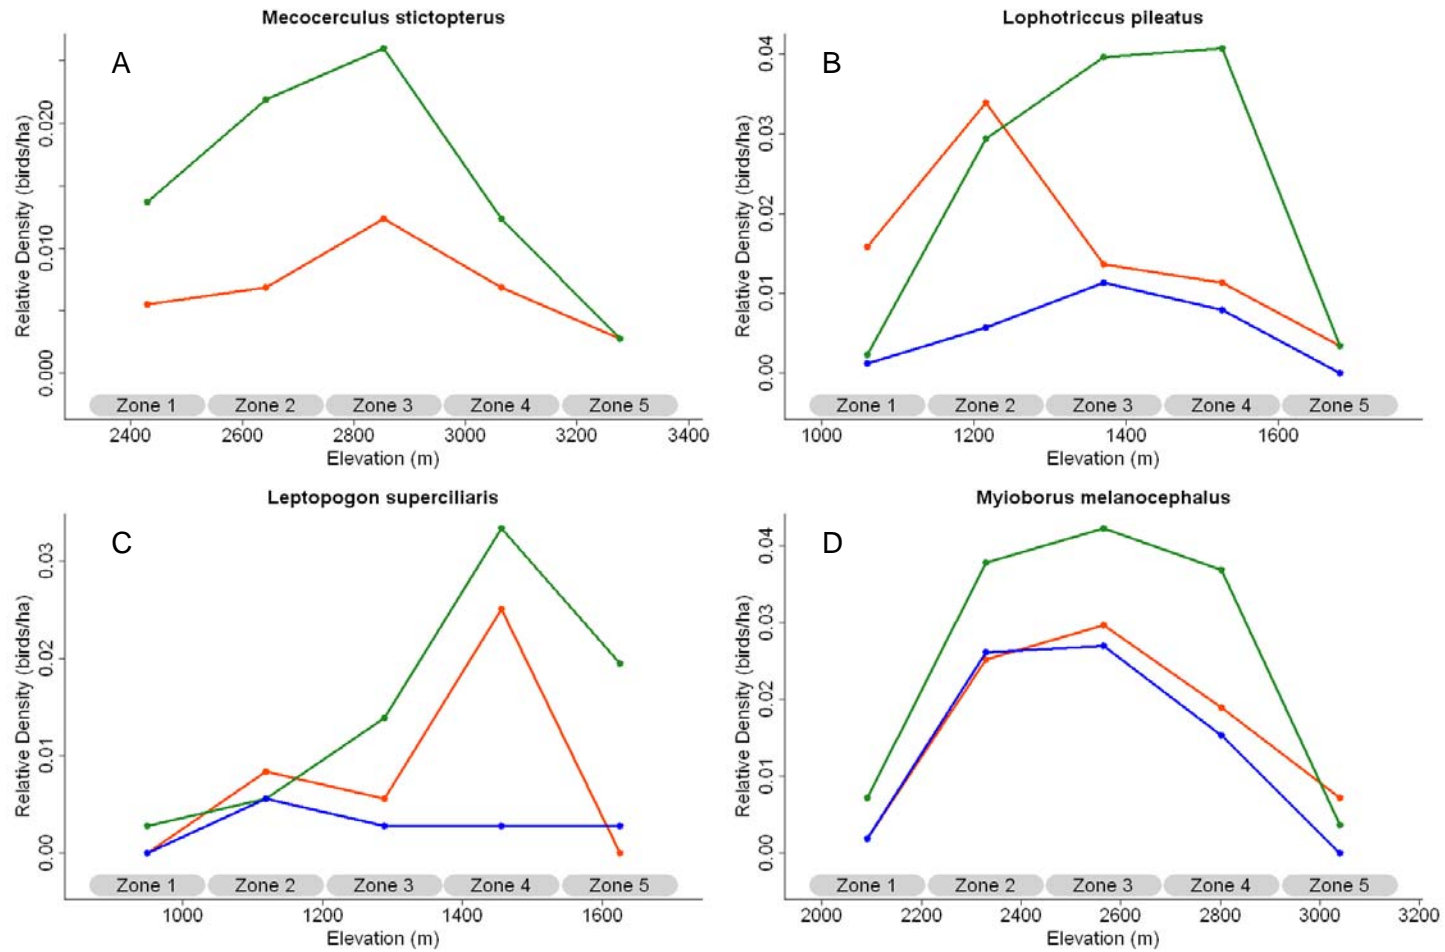 Mecocerculus stictopterus
A
Relative Density (birds/ha)
0.020
0.010
0.000
Zone 1 Zone 2 Zone 3 Zone 4 Zone 5
2400 2600 2800 3000 3200 3400
Elevation (m)
Lophotriccus pileatus
B
Relative Density (birds/ha)
0.04
0.03
0.02
0.01
0.00
Zone 1 Zone 2 Zone 3 Zone 4 Zone 5
1000 1200 1400 1600
Elevation (m)
Leptopogon superciliaris
C
Relative Density (birds/ha)
0.03
0.02
0.01
0.00
Zone 1 Zone 2 Zone 3 Zone 4 Zone 5
1000 1200 1400 1600
Elevation (m)
Myioborus melanocephalus
D
Relative Density (birds/ha)
0.04
0.03
0.02
0.01
0.00
Zone 1 Zone 2 Zone 3 Zone 4 Zone 5
2000 2200 2400 2600 2800 3000 3200
Elevation (m)